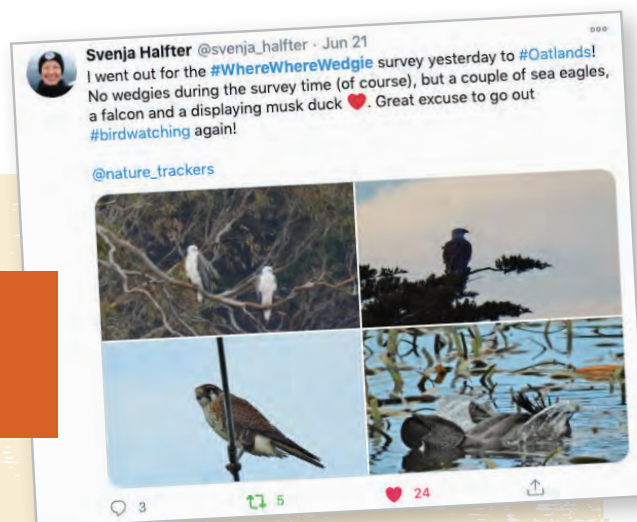 Svenja Halfter @svenja_halfter · Jun 21
I went out for the #WhereWhereWedgie survey yesterday to #Oatlands!
No wedgies during the survey time (of course), but a couple of sea eagles,
a falcon and a displaying musk duck ❤️. Great excuse to go out
#birdwatching again!
@nature_trackers
3 5 24